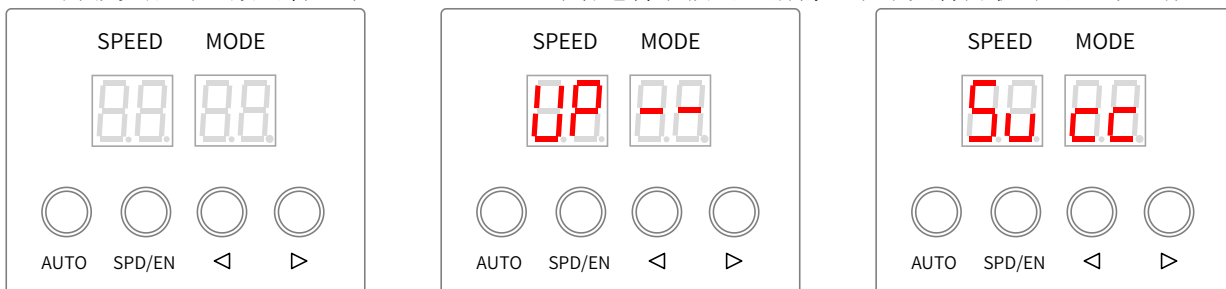 SPEED MODE
AUTO SPD/EN ◁ ▷
SPEED MODE
UP --
AUTO SPD/EN ◁ ▷
SPEED MODE
Su cc
AUTO SPD/EN ◁ ▷